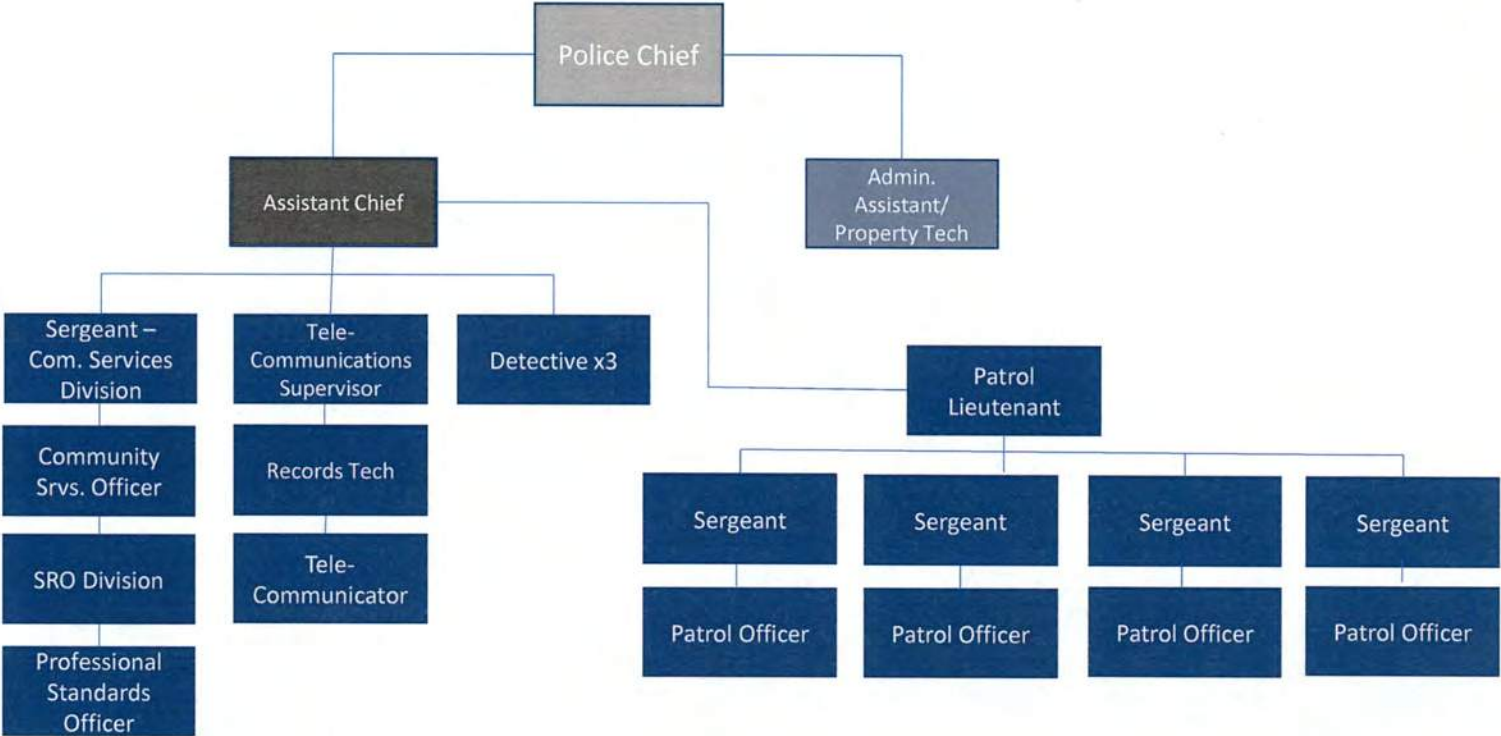 Police Chief
Assistant Chief
Admin.
Assistant/
Property Tech
Sergeant –
Com. Services
Division
Tele-
Communications
Supervisor
Detective x3
Patrol
Lieutenant
Community
Srvs. Officer
Records Tech
Sergeant
Sergeant
Sergeant
Sergeant
SRO Division
Tele-
Communicator
Patrol Officer
Patrol Officer
Patrol Officer
Patrol Officer
Professional
Standards
Officer